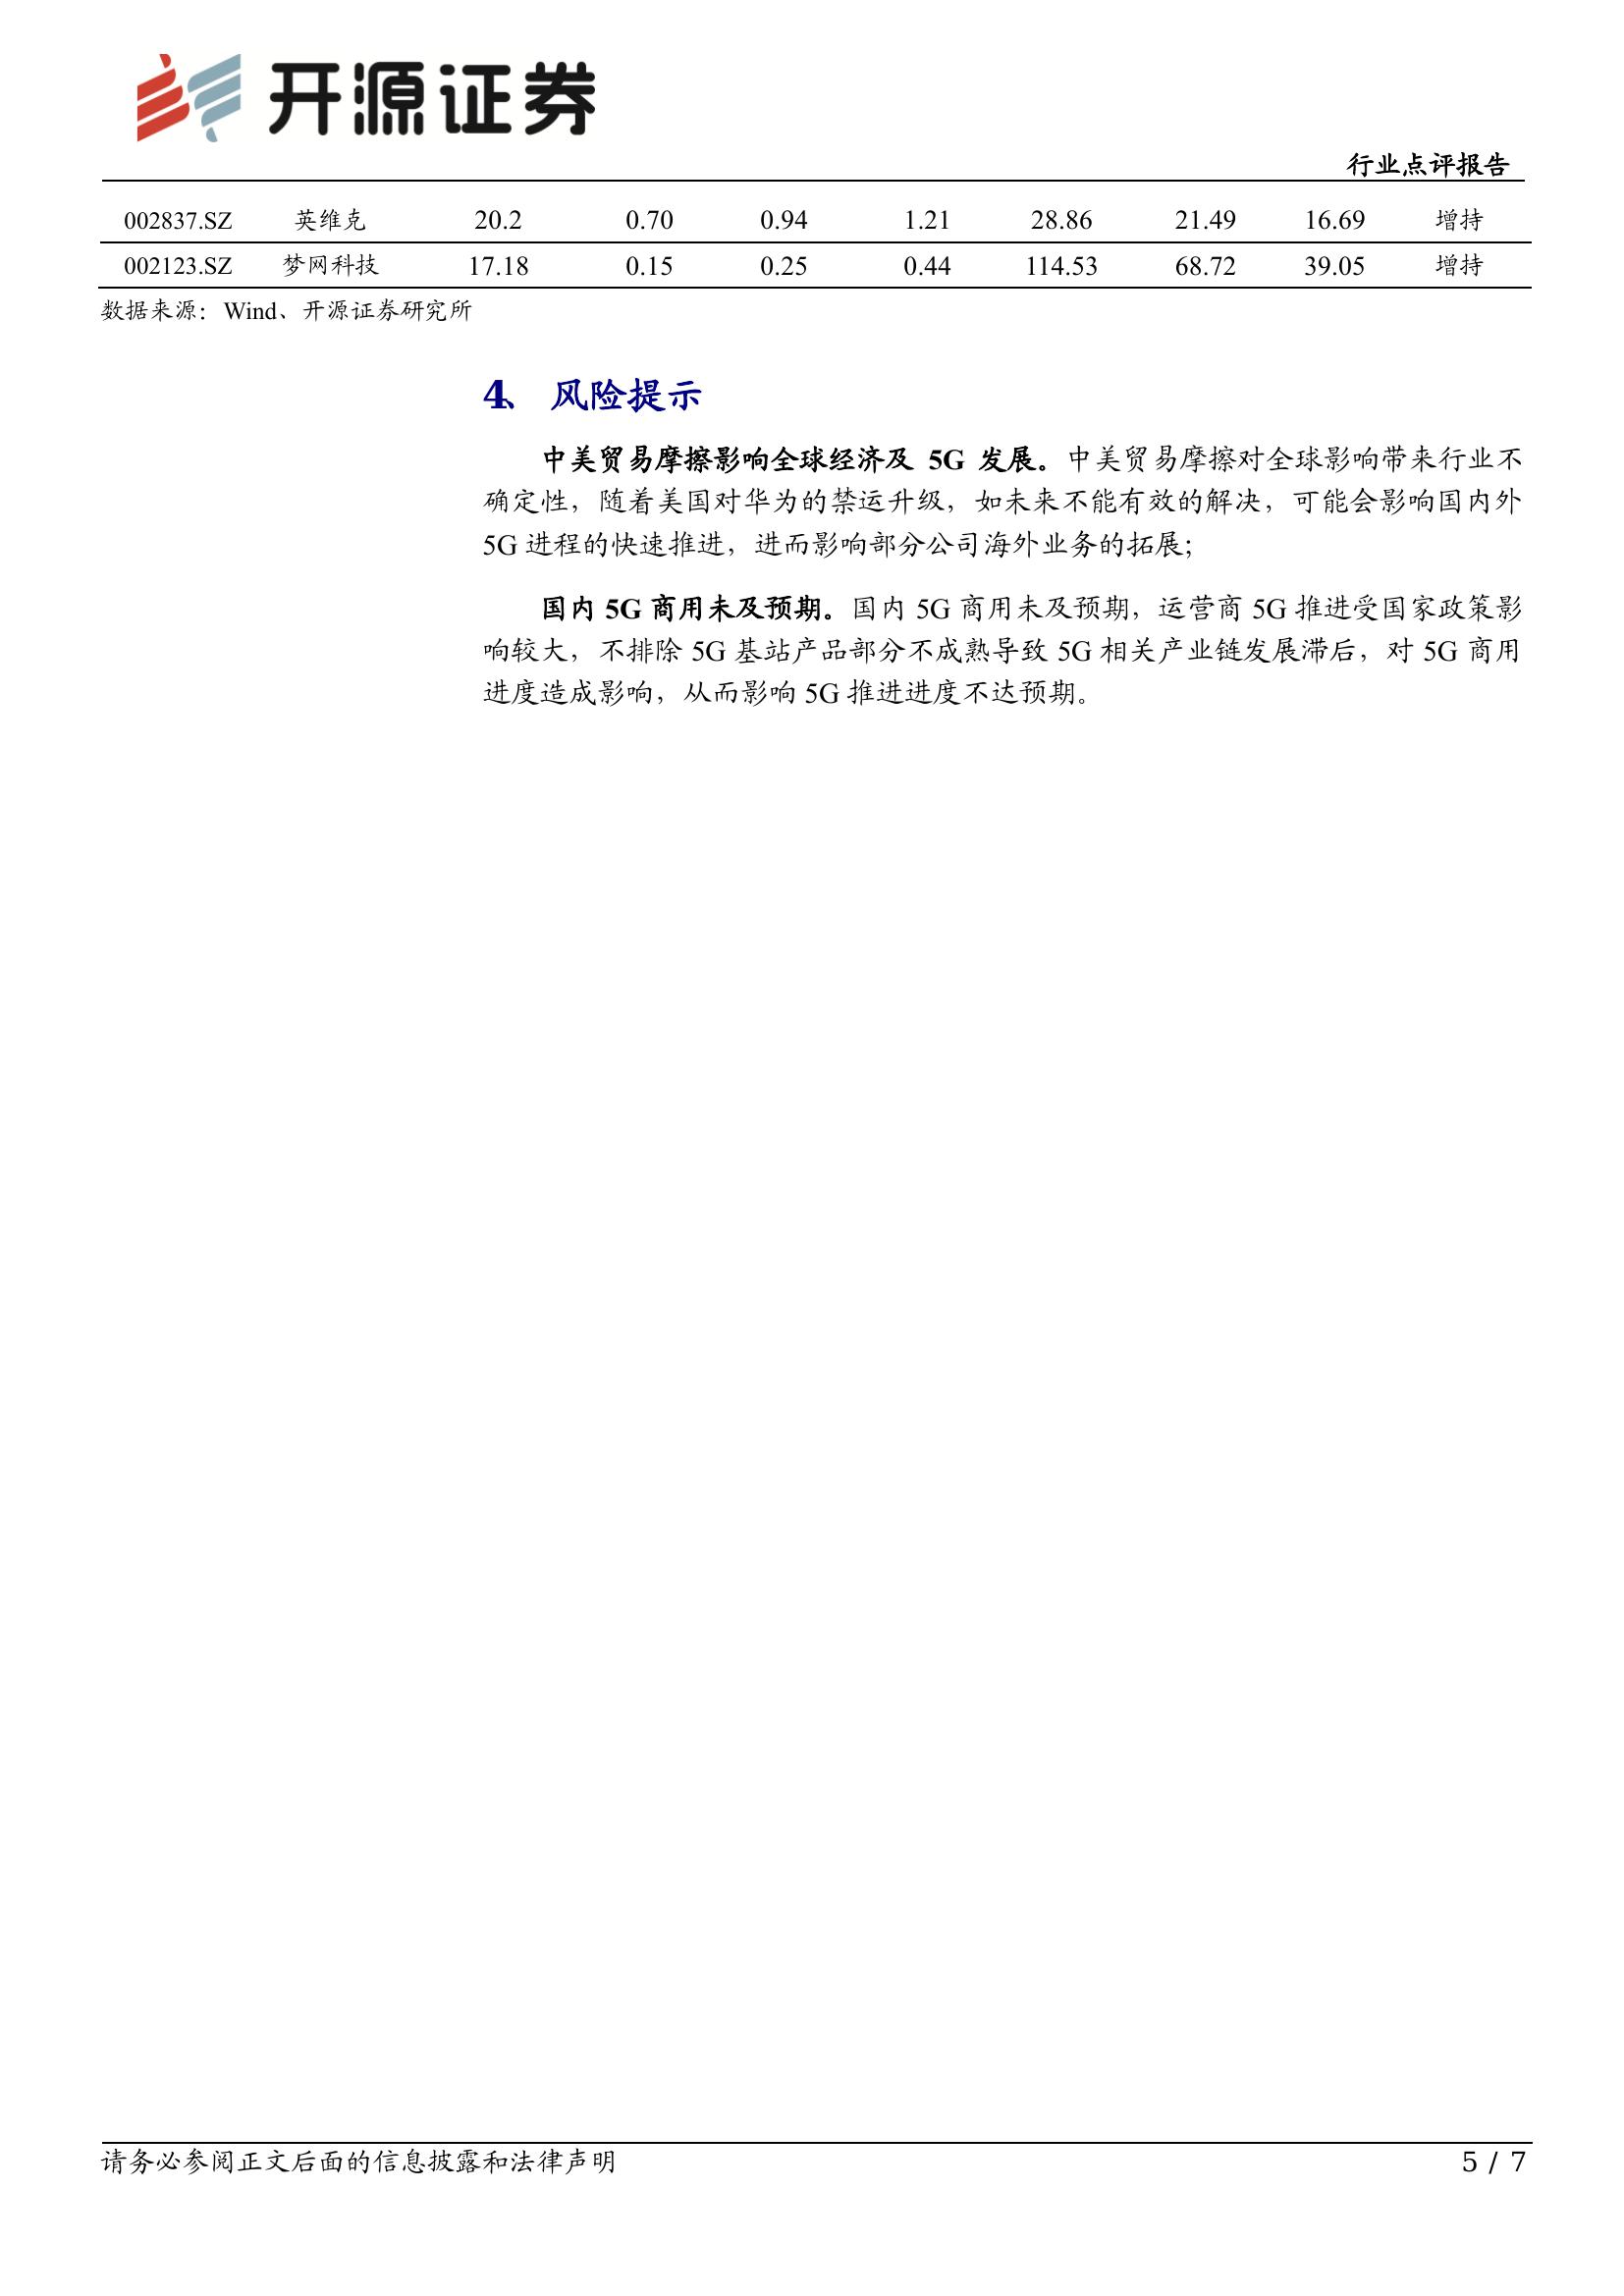 开源证券
行业点评报告
002837.SZ 英维克 20.2 0.70 0.94 1.21 28.86 21.49 16.69 增持
002123.SZ 梦网科技 17.18 0.15 0.25 0.44 114.53 68.72 39.05 增持
数据来源：Wind、开源证券研究所
4、 风险提示
中美贸易摩擦影响全球经济及 5G 发展。中美贸易摩擦对全球影响带来行业不
确定性，随着美国对华为的禁运升级，如未来不能有效的解决，可能会影响国内外
5G 进程的快速推进，进而影响部分公司海外业务的拓展；
国内 5G 商用未及预期。国内 5G 商用未及预期，运营商 5G 推进受国家政策影
响较大，不排除 5G 基站产品部分不成熟导致 5G 相关产业链发展滞后，对 5G 商用
进度造成影响，从而影响 5G 推进进度不达预期。
请务必参阅正文后面的信息披露和法律声明 5 / 7